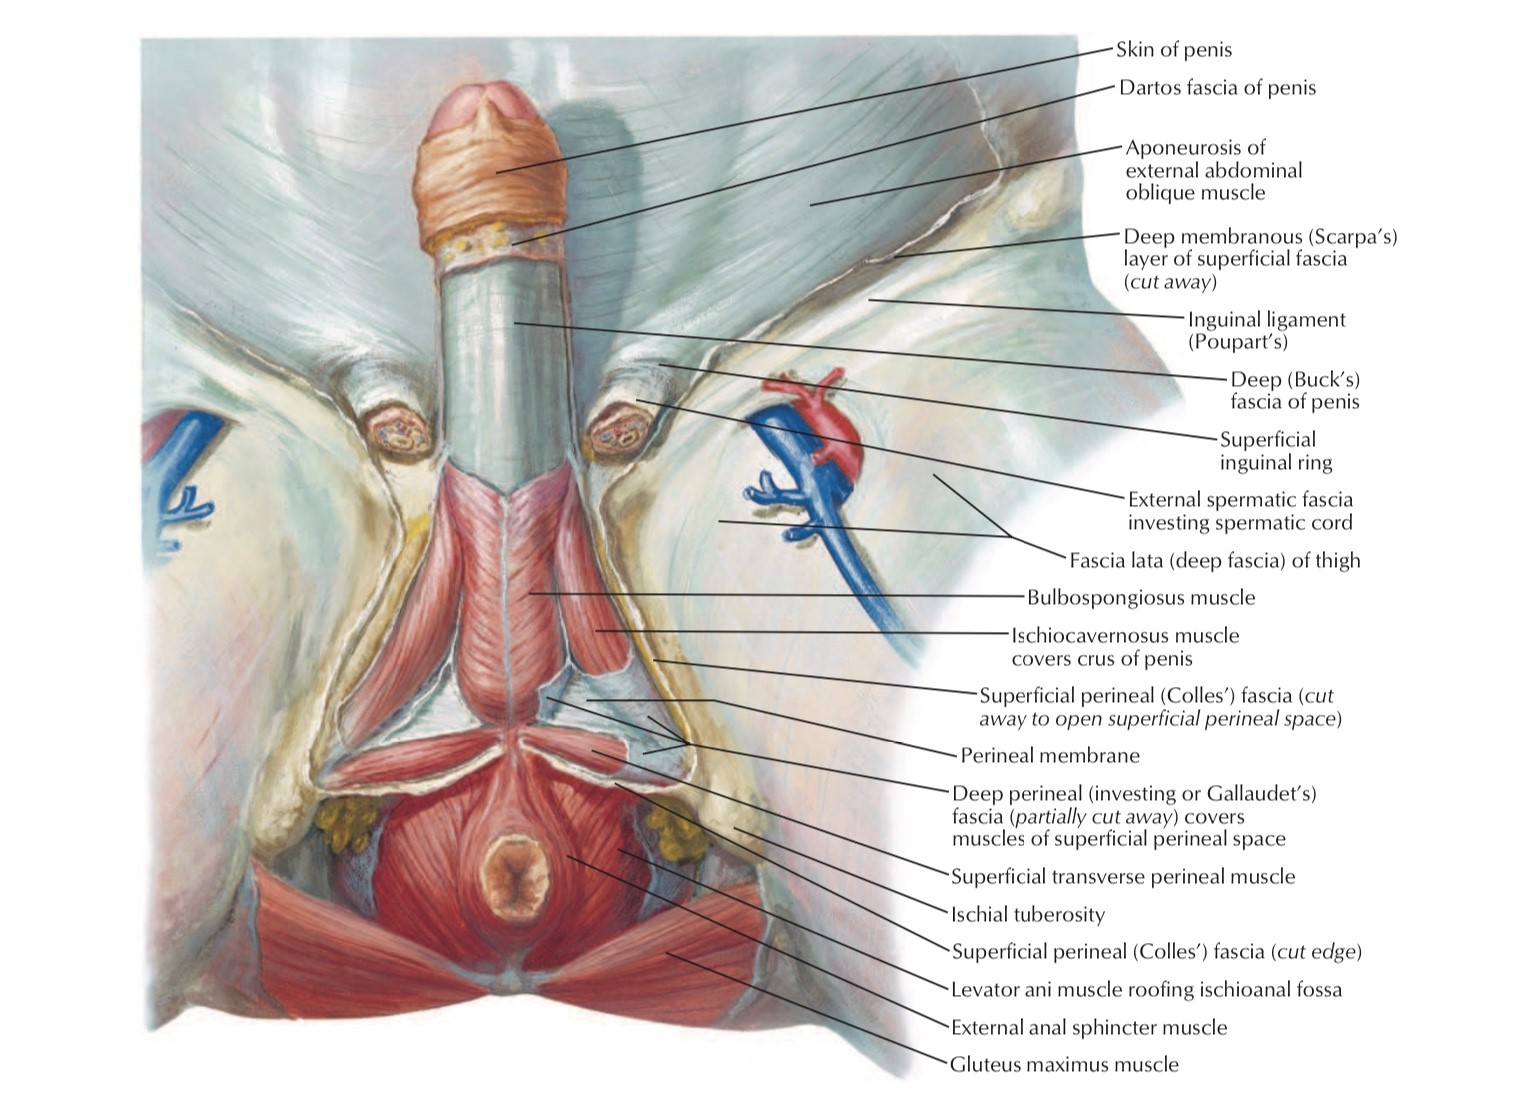 Skin of penis
Dartos fascia of penis
Aponeurosis of
external abdominal
oblique muscle
Deep membranous (Scarpa's)
layer of superficial fascia
(cut away)
Inguinal ligament
(Poupart's)
Deep (Buck's)
fascia of penis
Superficial
inguinal ring
External spermatic fascia
investing spermatic cord
Fascia lata (deep fascia) of thigh
Bulbospongiosus muscle
Ischiocavernosus muscle
covers crus of penis
Superficial perineal (Colles') fascia (cut
away to open superficial perineal space)
Perineal membrane
Deep perineal (investing or Gallaudet's)
fascia (partially cut away) covers
muscles of superficial perineal space
Superficial transverse perineal muscle
Ischial tuberosity
Superficial perineal (Colles') fascia (cut edge)
Levator ani muscle roofing ischioanal fossa
External anal sphincter muscle
Gluteus maximus muscle